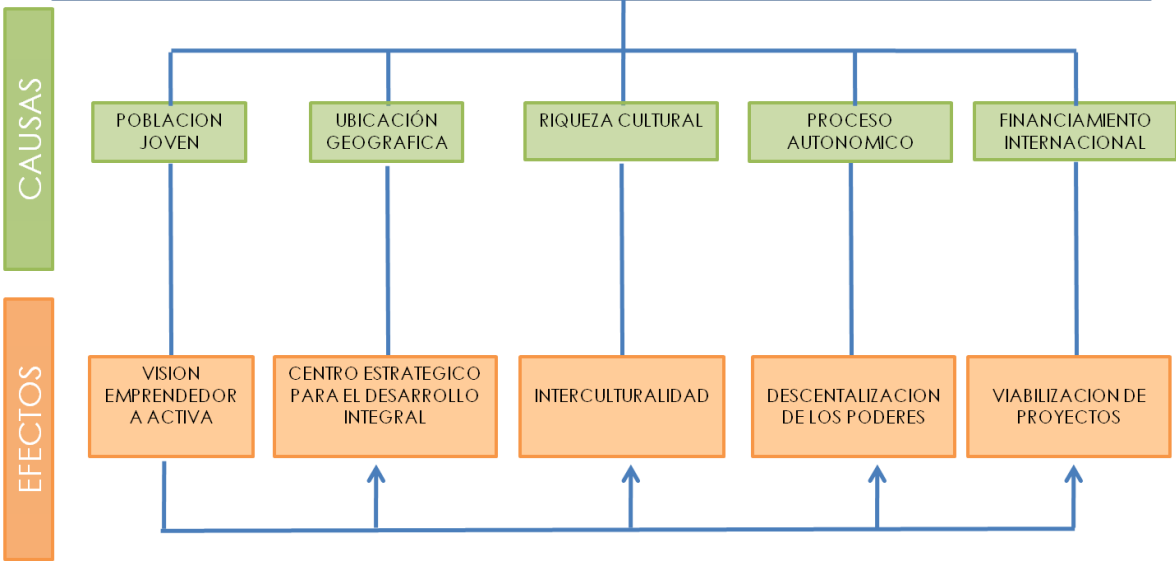 CAUSAS
POBLACION
JOVEN
UBICACIÓN
GEOGRAFICA
RIQUEZA CULTURAL
PROCESO
AUTONOMICO
FINANCIAMIENTO
INTERNACIONAL
EFECTOS
VISION
EMPRENDEDOR
A ACTIVA
CENTRO ESTRATEGICO
PARA EL DESARROLLO
INTEGRAL
INTERCULTURALIDAD
DESCENTALIZACION
DE LOS PODERES
VIABILIZACION DE
PROYECTOS